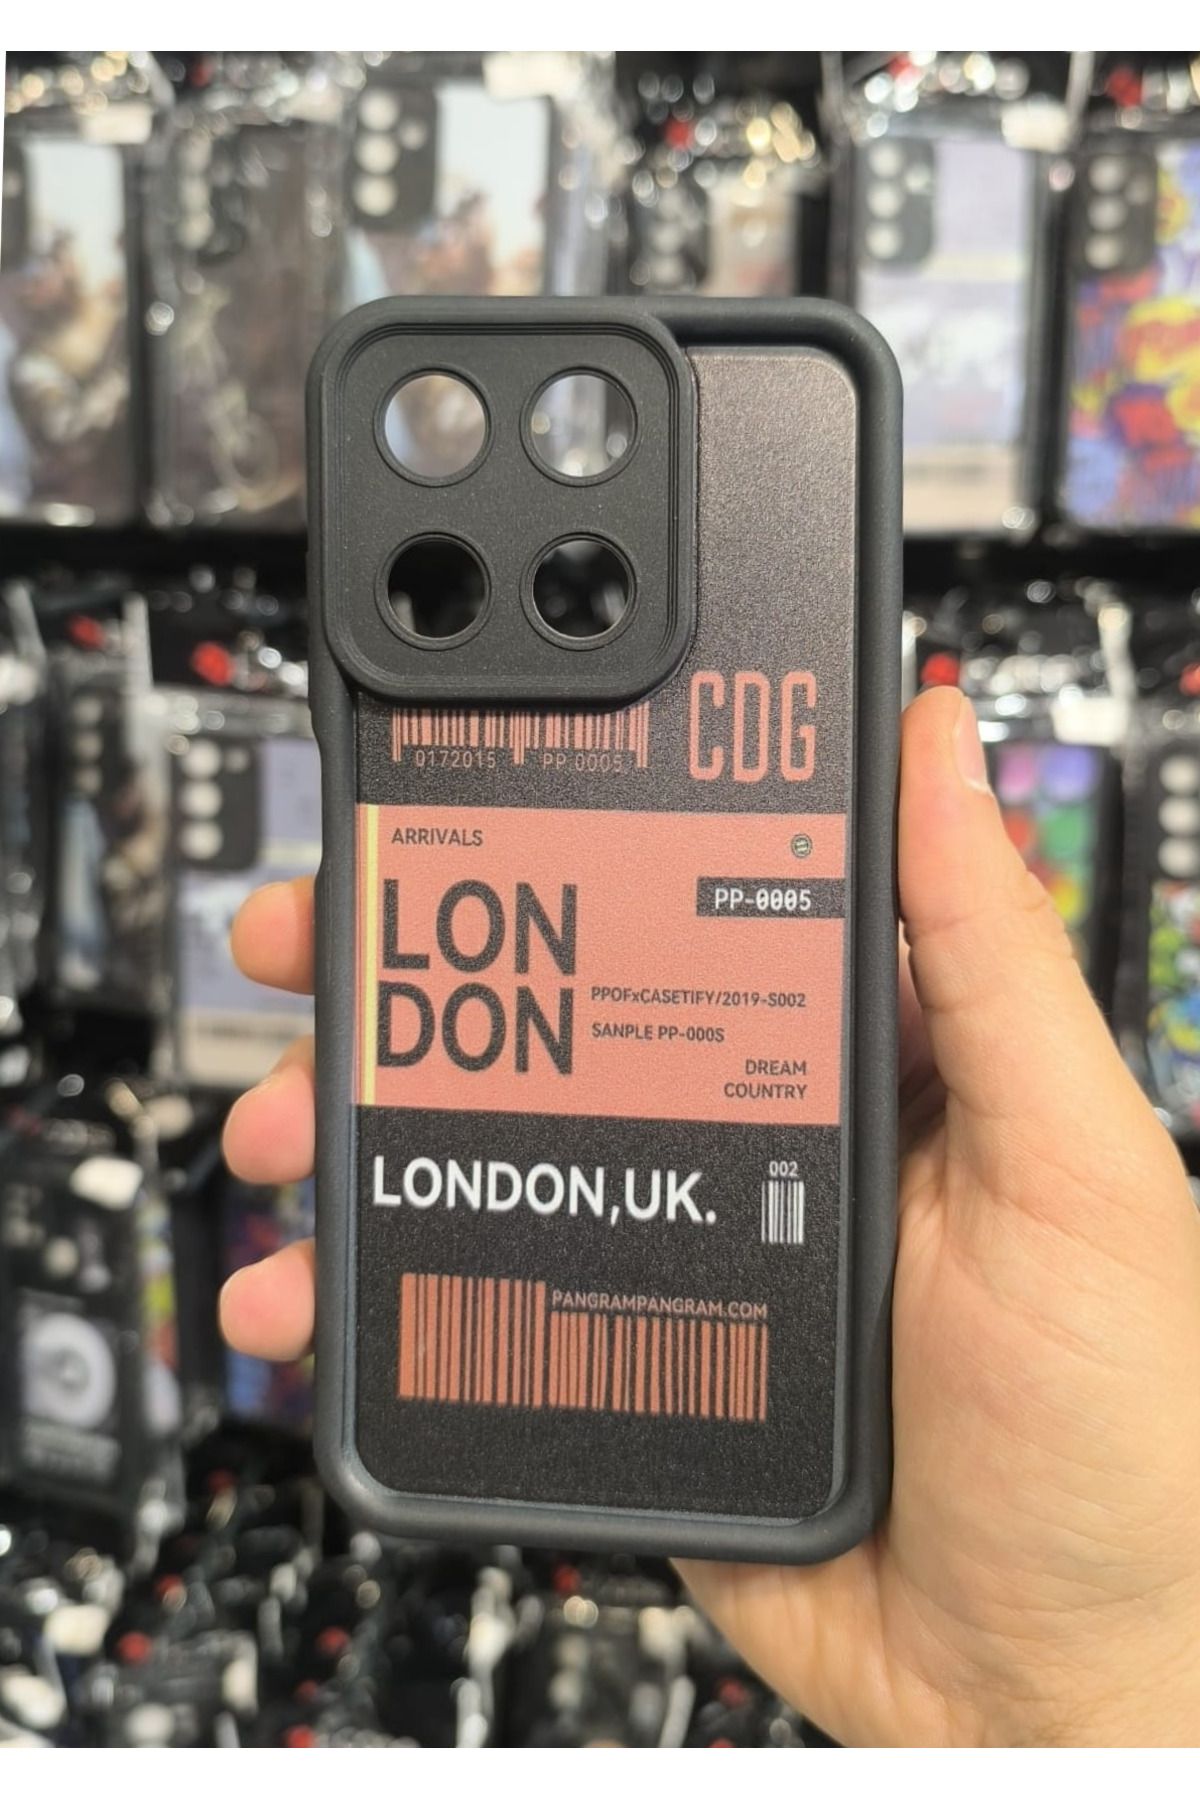 CDG
0172015 PP 0005
ARRIVALS
PP-0005
LON
DON
PPOFxCASETIFY/2019-S002
SANPLE PP-000S
DREAM
COUNTRY
LONDON,UK.
002
PANGRAMPANGRAM.COM